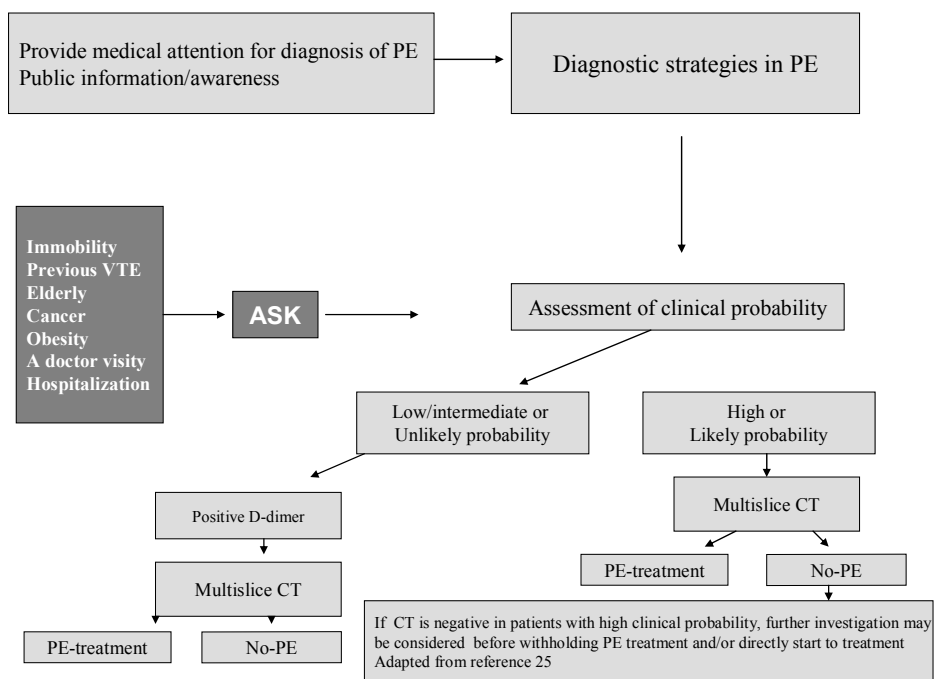 Provide medical attention for diagnosis of PE
Public information/awareness
Diagnostic strategies in PE
Immobility
Previous VTE
Elderly
Cancer
Obesity
A doctor visity
Hospitalization
ASK
Assessment of clinical probability
Low/intermediate or
Unlikely probability
High or
Likely probability
Positive D-dimer
Multislice CT
Multislice CT
PE-treatment
No-PE
PE-treatment
No-PE
If CT is negative in patients with high clinical probability, further investigation may
be considered before withholding PE treatment and/or directly start to treatment
Adapted from reference 25